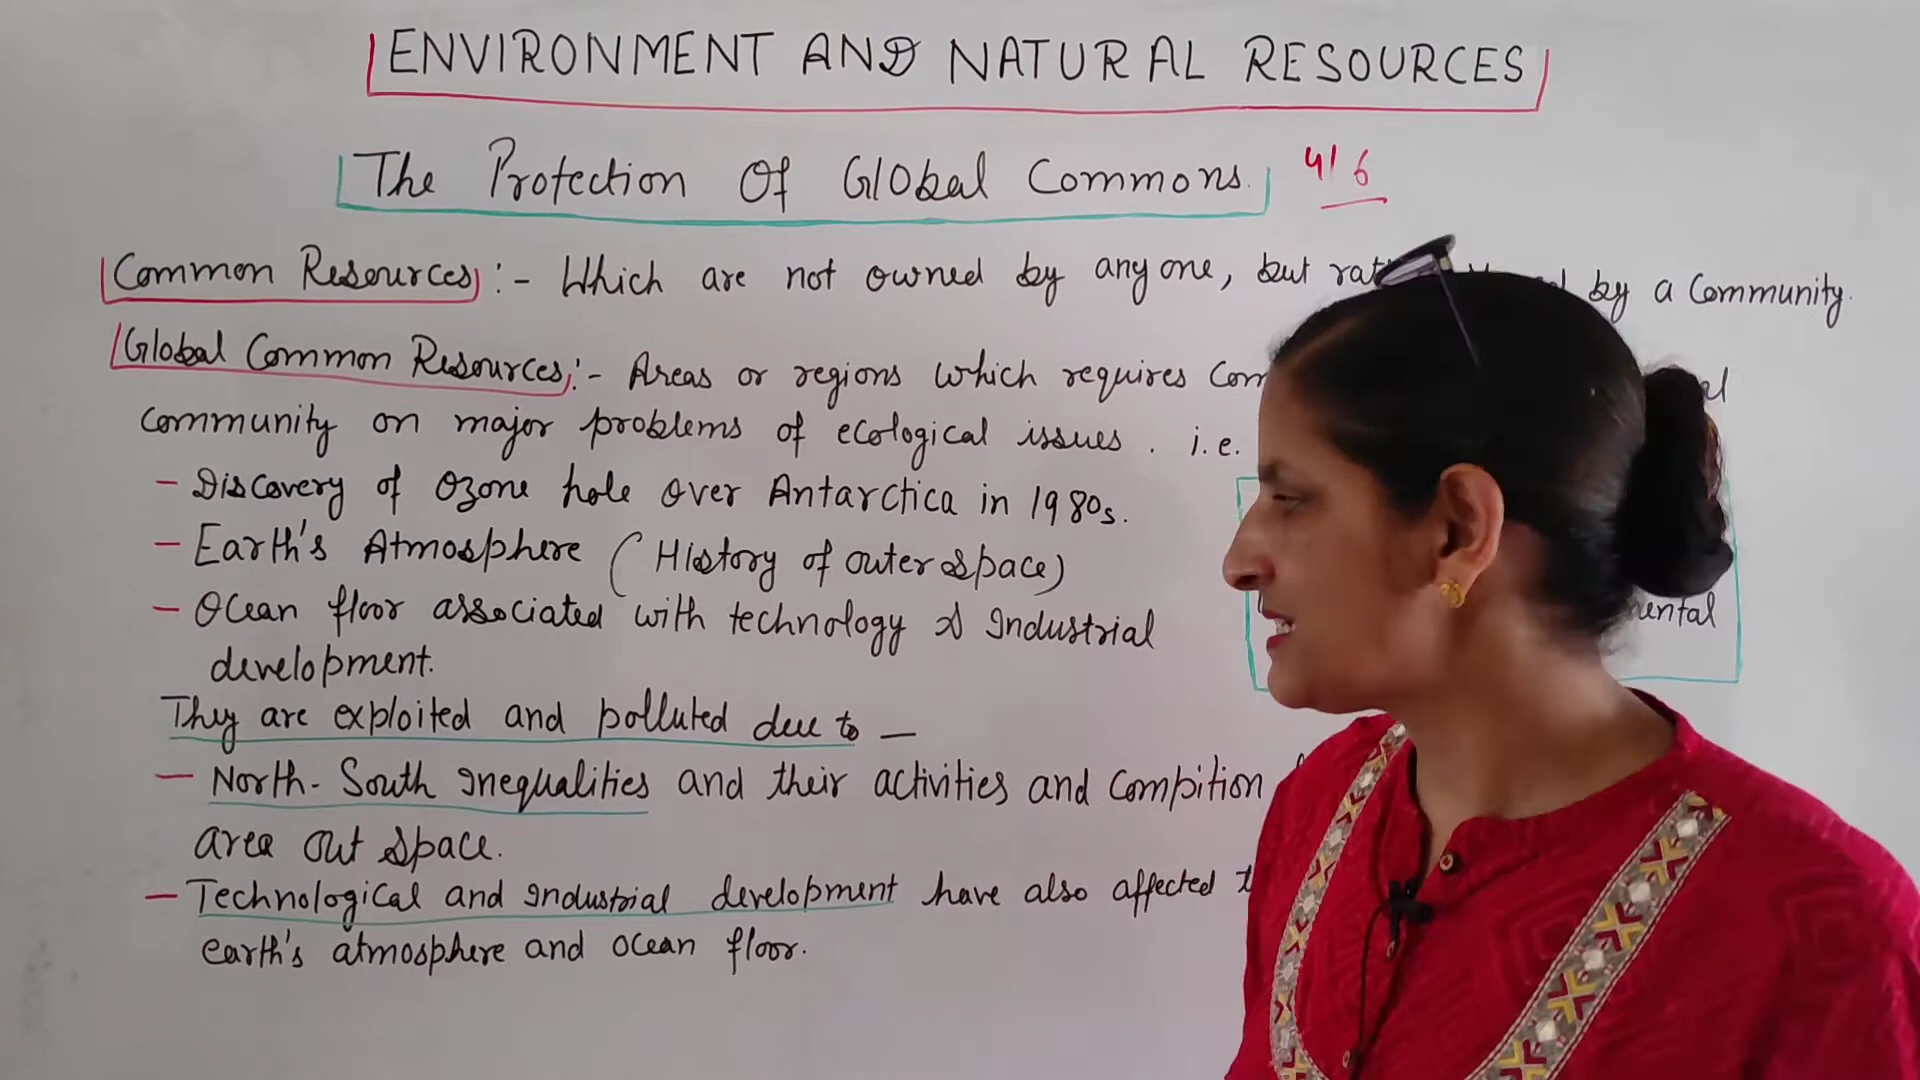 ENVIRONMENT AND NATURAL RESOURCES
The Protection Of Global Commons. 4/6
Common Resources :- Which are not owned by any one, but by a Community.
Global Common Resources :- Areas or regions which requires
community on major problems of ecological issues. i.e.
- Discovery of Ozone hole over Antarctica in 1980s.
- Earth's Atmosphere (History of outer space)
- Ocean floor associated with technology & Industrial
development.
They are exploited and polluted due to -
- North-South Inequalities and their activities and compition
area out space.
- Technological and industrial development have also affected
earth's atmosphere and ocean floor.